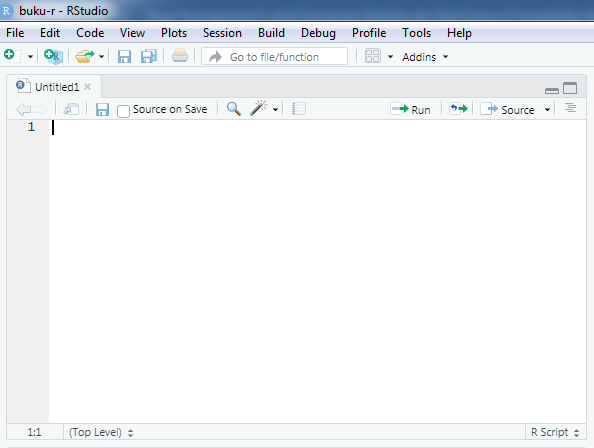 buku-r - RStudio
File Edit Code View Plots Session Build Debug Profile Tools Help
Go to file/function Addins
Untitled1
Source on Save Run Source
1
1:1 (Top Level) R Script